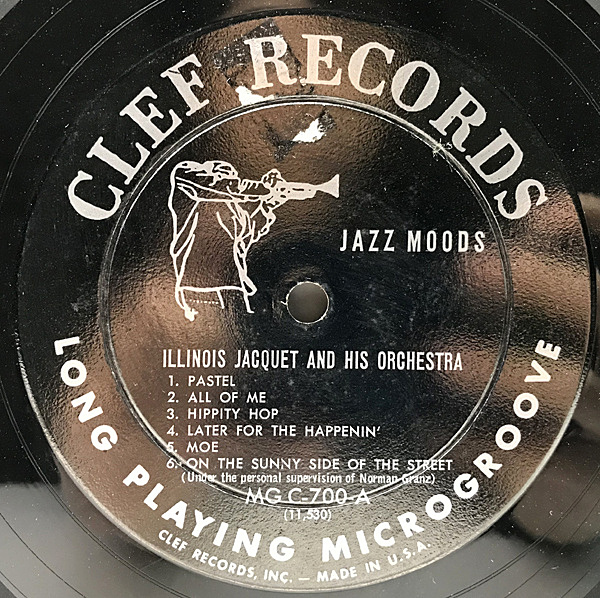 CLEF RECORDS
JAZZ MOODS
ILLINOIS JACQUET AND HIS ORCHESTRA
1. PASTEL
2. ALL OF ME
3. HIPPITY HOP
4. LATER FOR THE HAPPENIN'
5. MOE
6. ON THE SUNNY SIDE OF THE STREET
(Under the personal supervision of Norman Granz)
MG C-700-A
(11,530)
LONG PLAYING MICROGROOVE
CLEF RECORDS, INC. — MADE IN U.S.A.